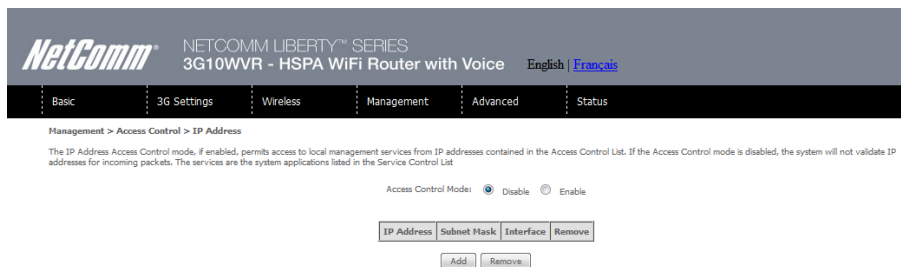 NetComm®
NETCOMM LIBERTY™ SERIES
3G10WVR - HSPA WiFi Router with Voice
English | Français
Basic 3G Settings Wireless Management Advanced Status
Management > Access Control > IP Address
The IP Address Access Control mode, if enabled, permits access to local management services from IP addresses contained in the Access Control List. If the Access Control mode is disabled, the system will not validate IP
addresses for incoming packets. The services are the system applications listed in the Service Control List
Access Control Mode: Disable Enable
IP Address Subnet Mask Interface Remove
Add Remove